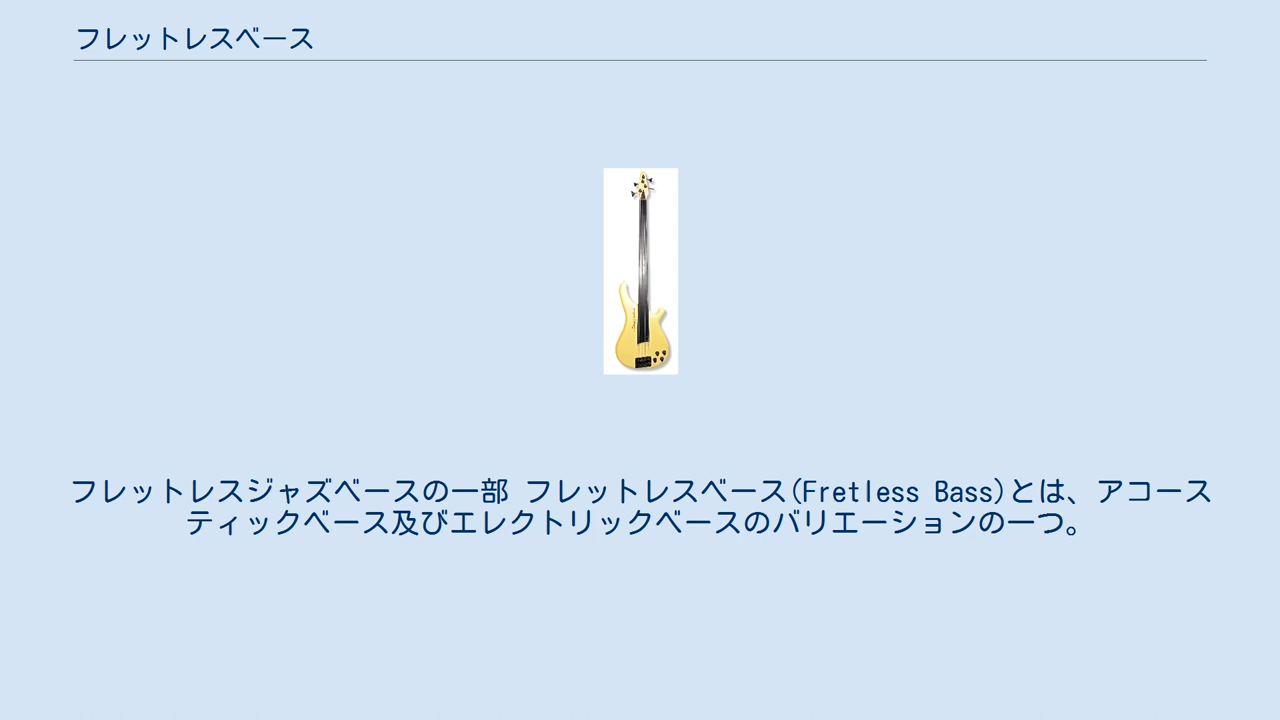 フレットレスベース
フレットレスジャズベースの一部 フレットレスベース(Fretless Bass)とは、アコース
ティックベース及びエレクトリックベースのバリエーションの一つ。